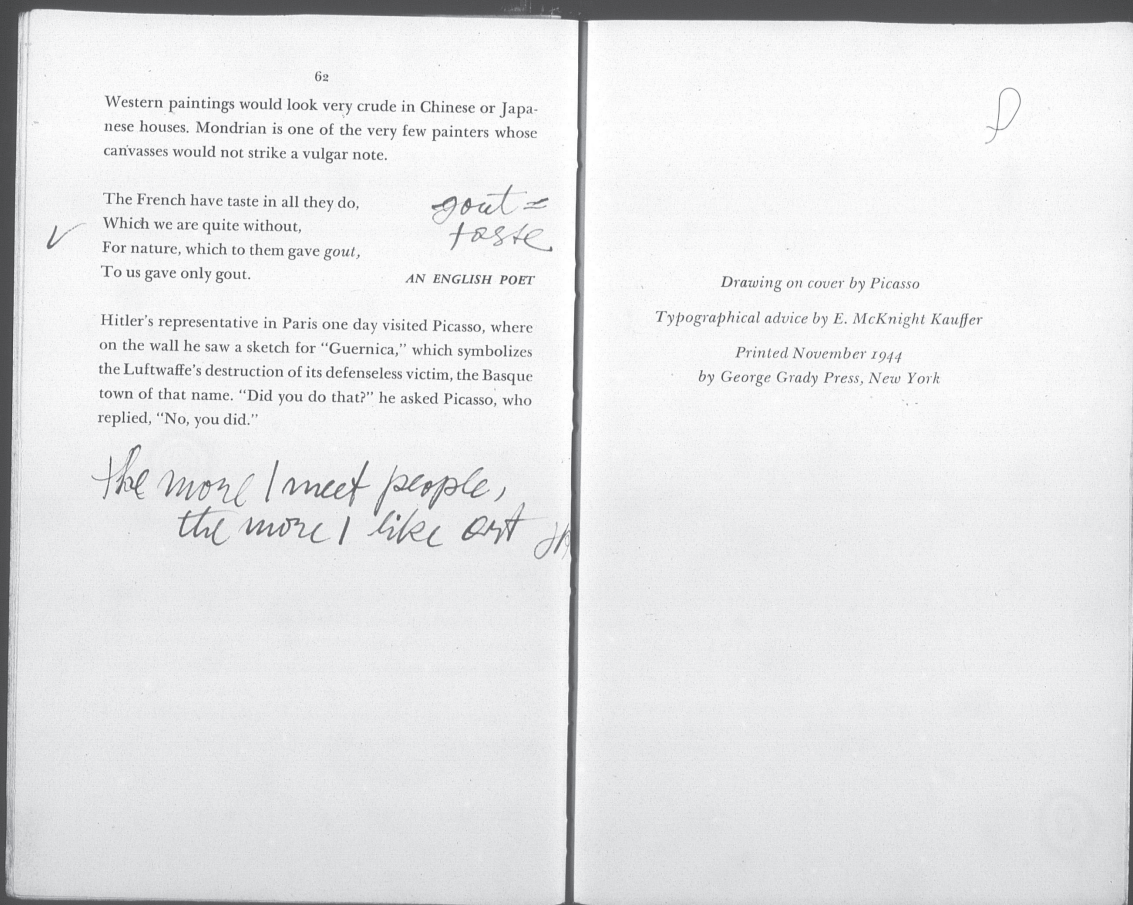 62
Western paintings would look very crude in Chinese or Japa-
nese houses. Mondrian is one of the very few painters whose
canvasses would not strike a vulgar note.
The French have taste in all they do,
Which we are quite without,
For nature, which to them gave gout,
To us gave only gout.
gout =
taste
AN ENGLISH POET
Hitler's representative in Paris one day visited Picasso, where
on the wall he saw a sketch for "Guernica," which symbolizes
the Luftwaffe's destruction of its defenseless victim, the Basque
town of that name. "Did you do that?" he asked Picasso, who
replied, "No, you did."
the more I meet people,
the more I like art
Drawing on cover by Picasso
Typographical advice by E. McKnight Kauffer
Printed November 1944
by George Grady Press, New York